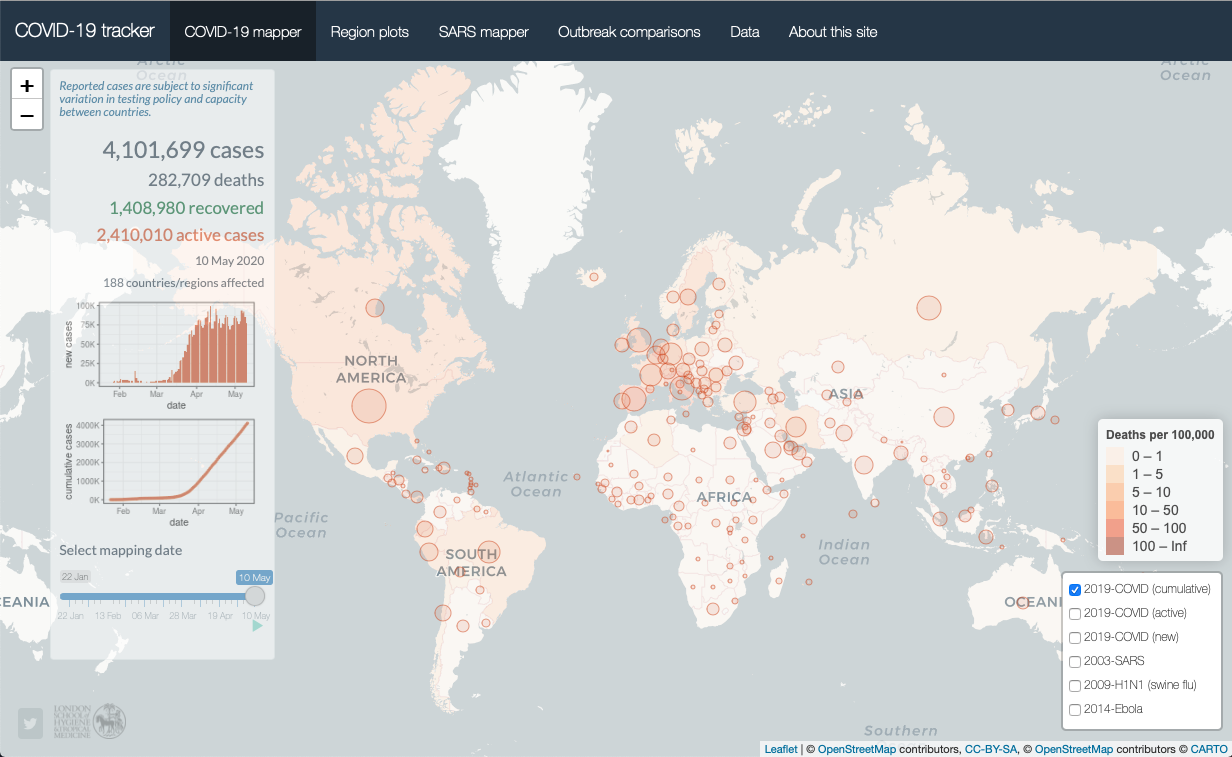 COVID-19 tracker
COVID-19 mapper
Region plots
SARS mapper
Outbreak comparisons
Data
About this site
Arctic
Ocean
Arctic
Ocean
+
−
Reported cases are subject to significant
variation in testing policy and capacity
between countries.
4,101,699 cases
282,709 deaths
1,408,980 recovered
2,410,010 active cases
10 May 2020
188 countries/regions affected
new cases
100K
75K
50K
25K
0K
Feb
Mar
Apr
May
date
cumulative cases
4000K
3000K
2000K
1000K
0K
Feb
Mar
Apr
May
date
Select mapping date
22 Jan
10 May
22 Jan
13 Feb
06 Mar
28 Mar
19 Apr
10 May
LONDON
SCHOOL of
HYGIENE
&TROPICAL
MEDICINE
CEANIA
NORTH
AMERICA
Atlantic
Ocean
Pacific
Ocean
SOUTH
AMERICA
AFRICA
ASIA
Indian
Ocean
OCEANI
Southern
Deaths per 100,000
0 – 1
1 – 5
5 – 10
10 – 50
50 – 100
100 – Inf
2019-COVID (cumulative)
2019-COVID (active)
2019-COVID (new)
2003-SARS
2009-H1N1 (swine flu)
2014-Ebola
Leaflet | © OpenStreetMap contributors, CC-BY-SA, © OpenStreetMap contributors © CARTO